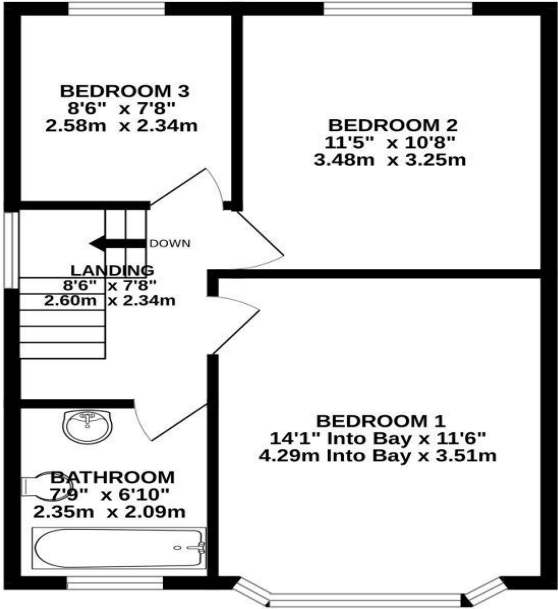 BEDROOM 3
8'6" x 7'8"
2.58m x 2.34m
BEDROOM 2
11'5" x 10'8"
3.48m x 3.25m
DOWN
LANDING
8'6" x 7'8"
2.60m x 2.34m
BEDROOM 1
14'1" Into Bay x 11'6"
4.29m Into Bay x 3.51m
BATHROOM
7'9" x 6'10"
2.35m x 2.09m